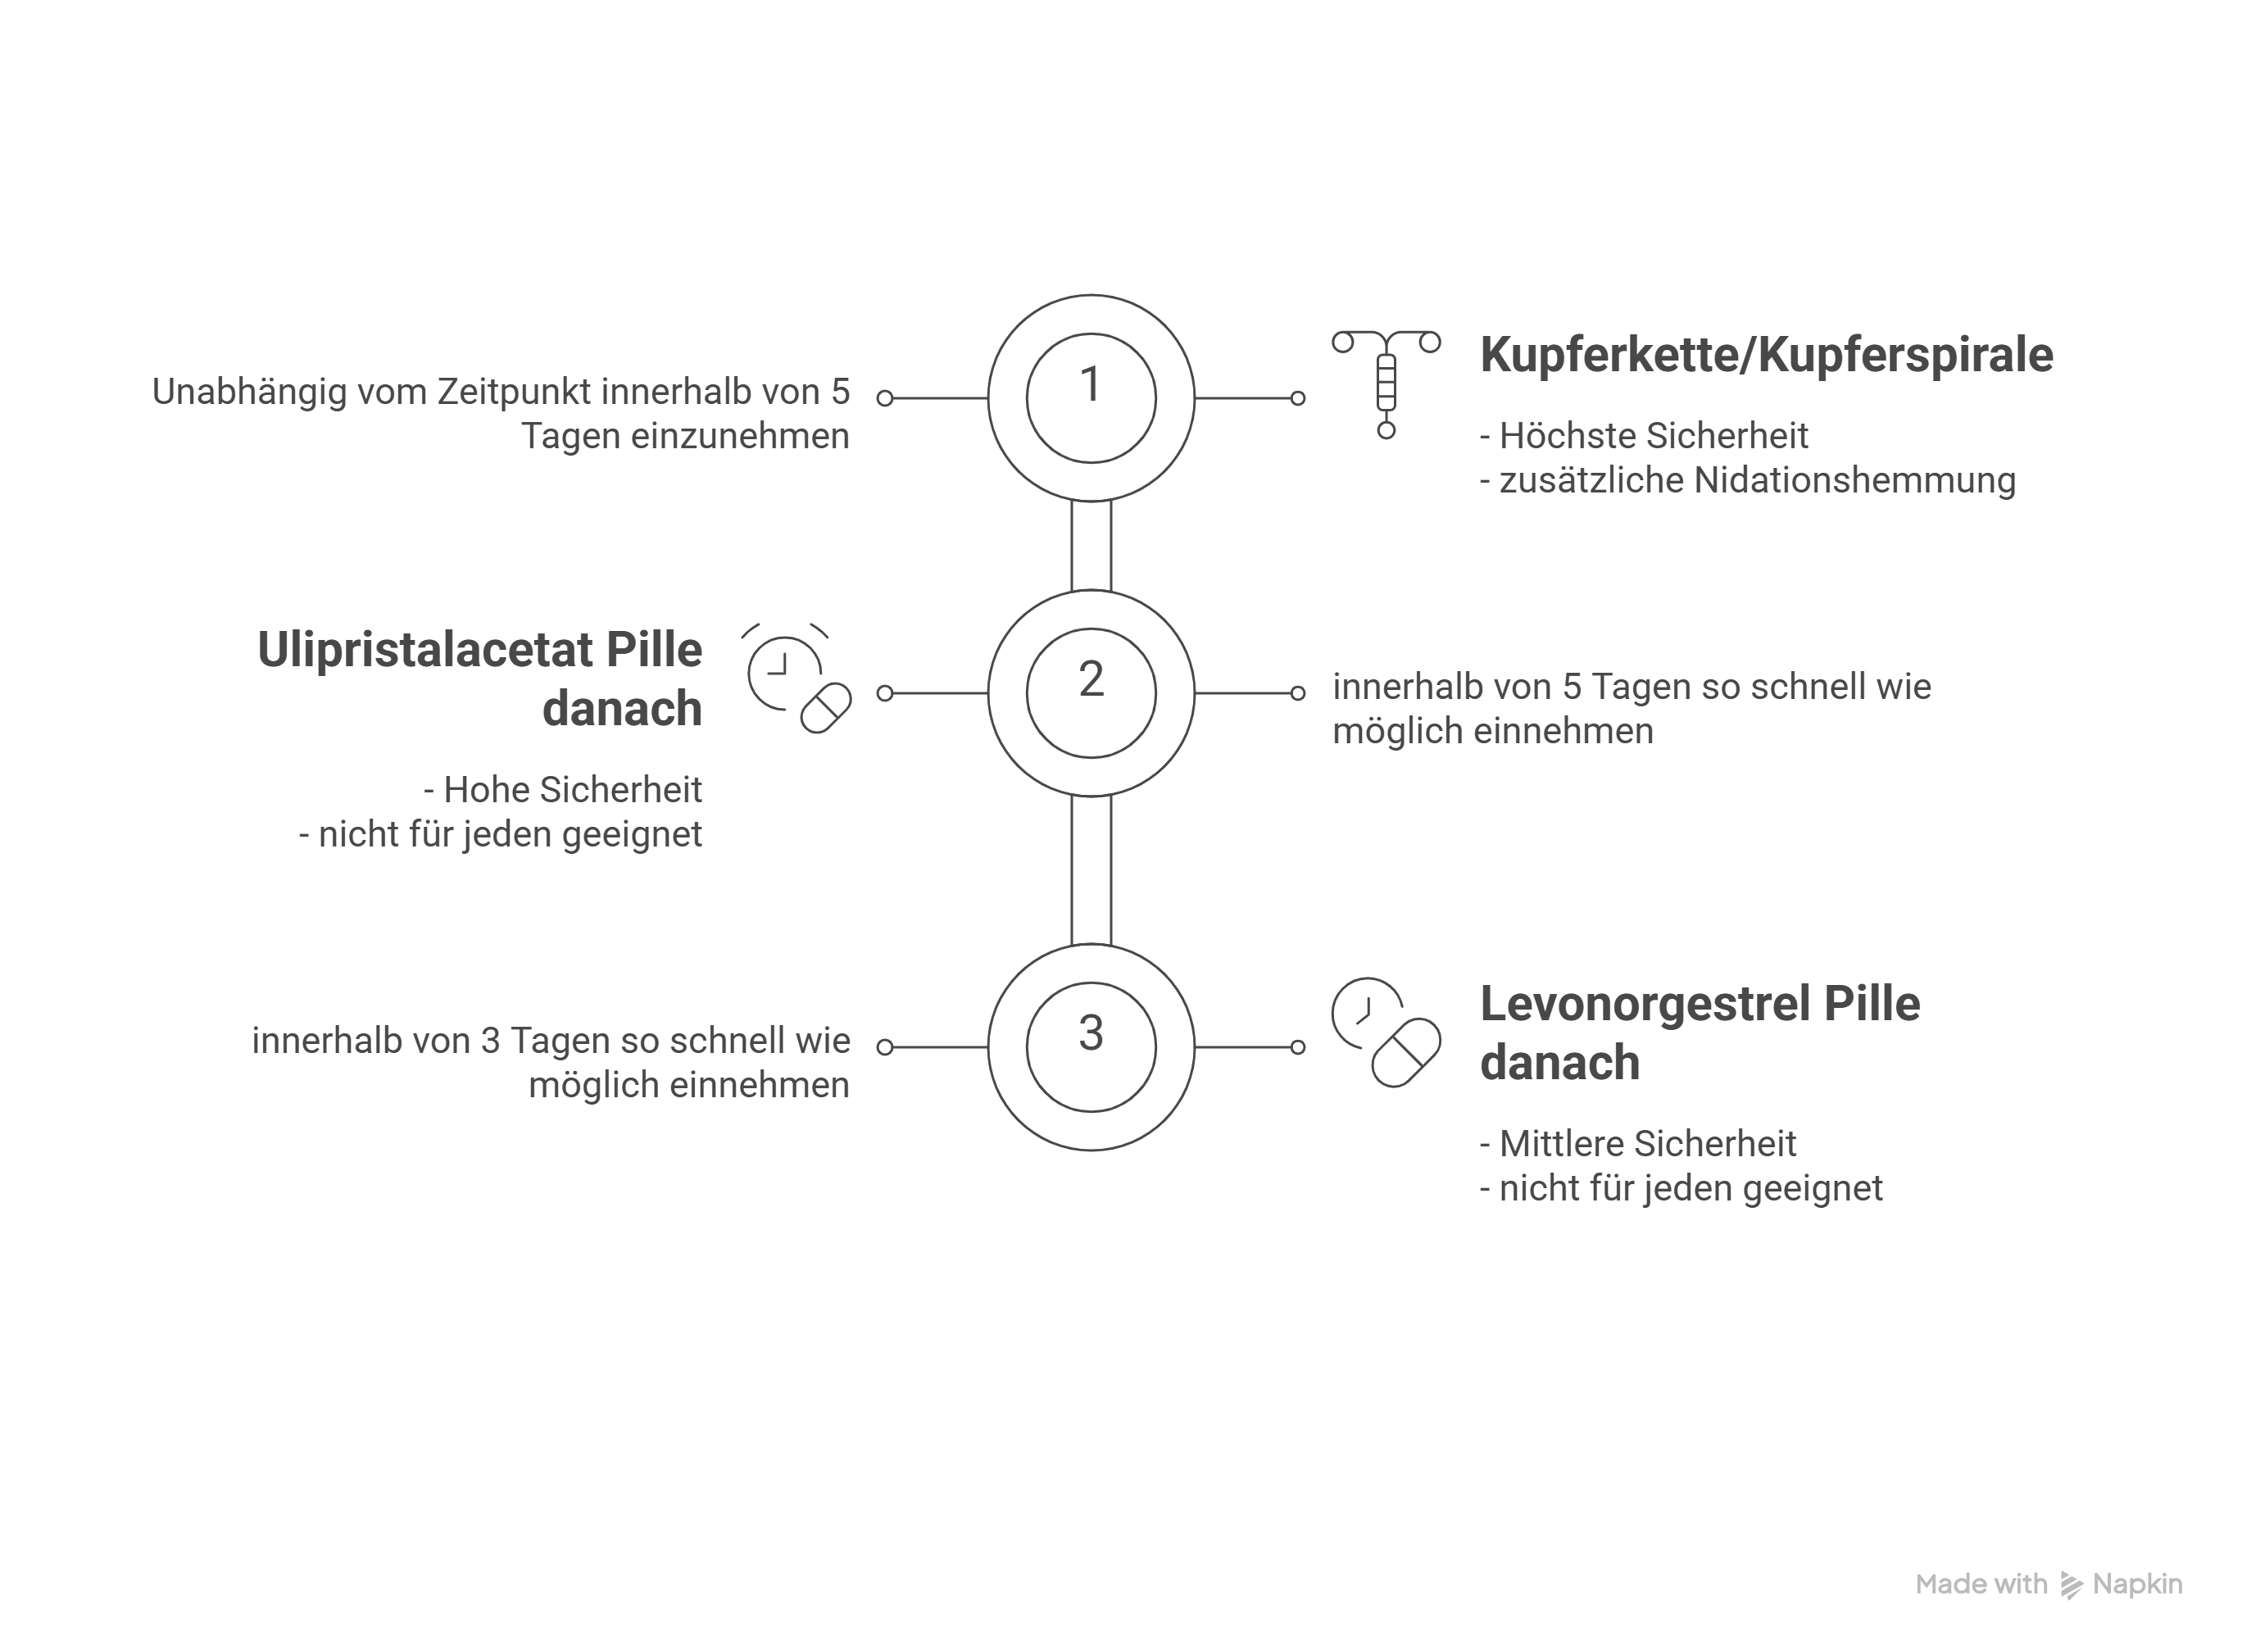 1
Unabhängig vom Zeitpunkt innerhalb von 5
Tagen einzunehmen
Kupferkette/Kupferspirale
- Höchste Sicherheit
- zusätzliche Nidationshemmung
2
Ulipristalacetat Pille
danach
- Hohe Sicherheit
- nicht für jeden geeignet
innerhalb von 5 Tagen so schnell wie
möglich einnehmen
3
innerhalb von 3 Tagen so schnell wie
möglich einnehmen
Levonorgestrel Pille
danach
- Mittlere Sicherheit
- nicht für jeden geeignet
Made with Napkin